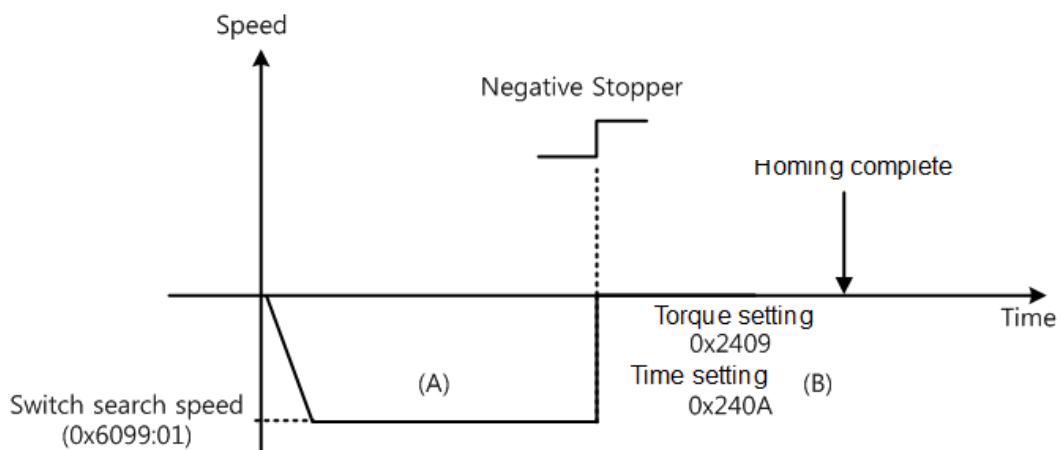 Speed
Negative Stopper
Homing complete
Time
Torque setting
0x2409
Time setting
0x240A
(A)
(B)
Switch search speed
(0x6099:01)